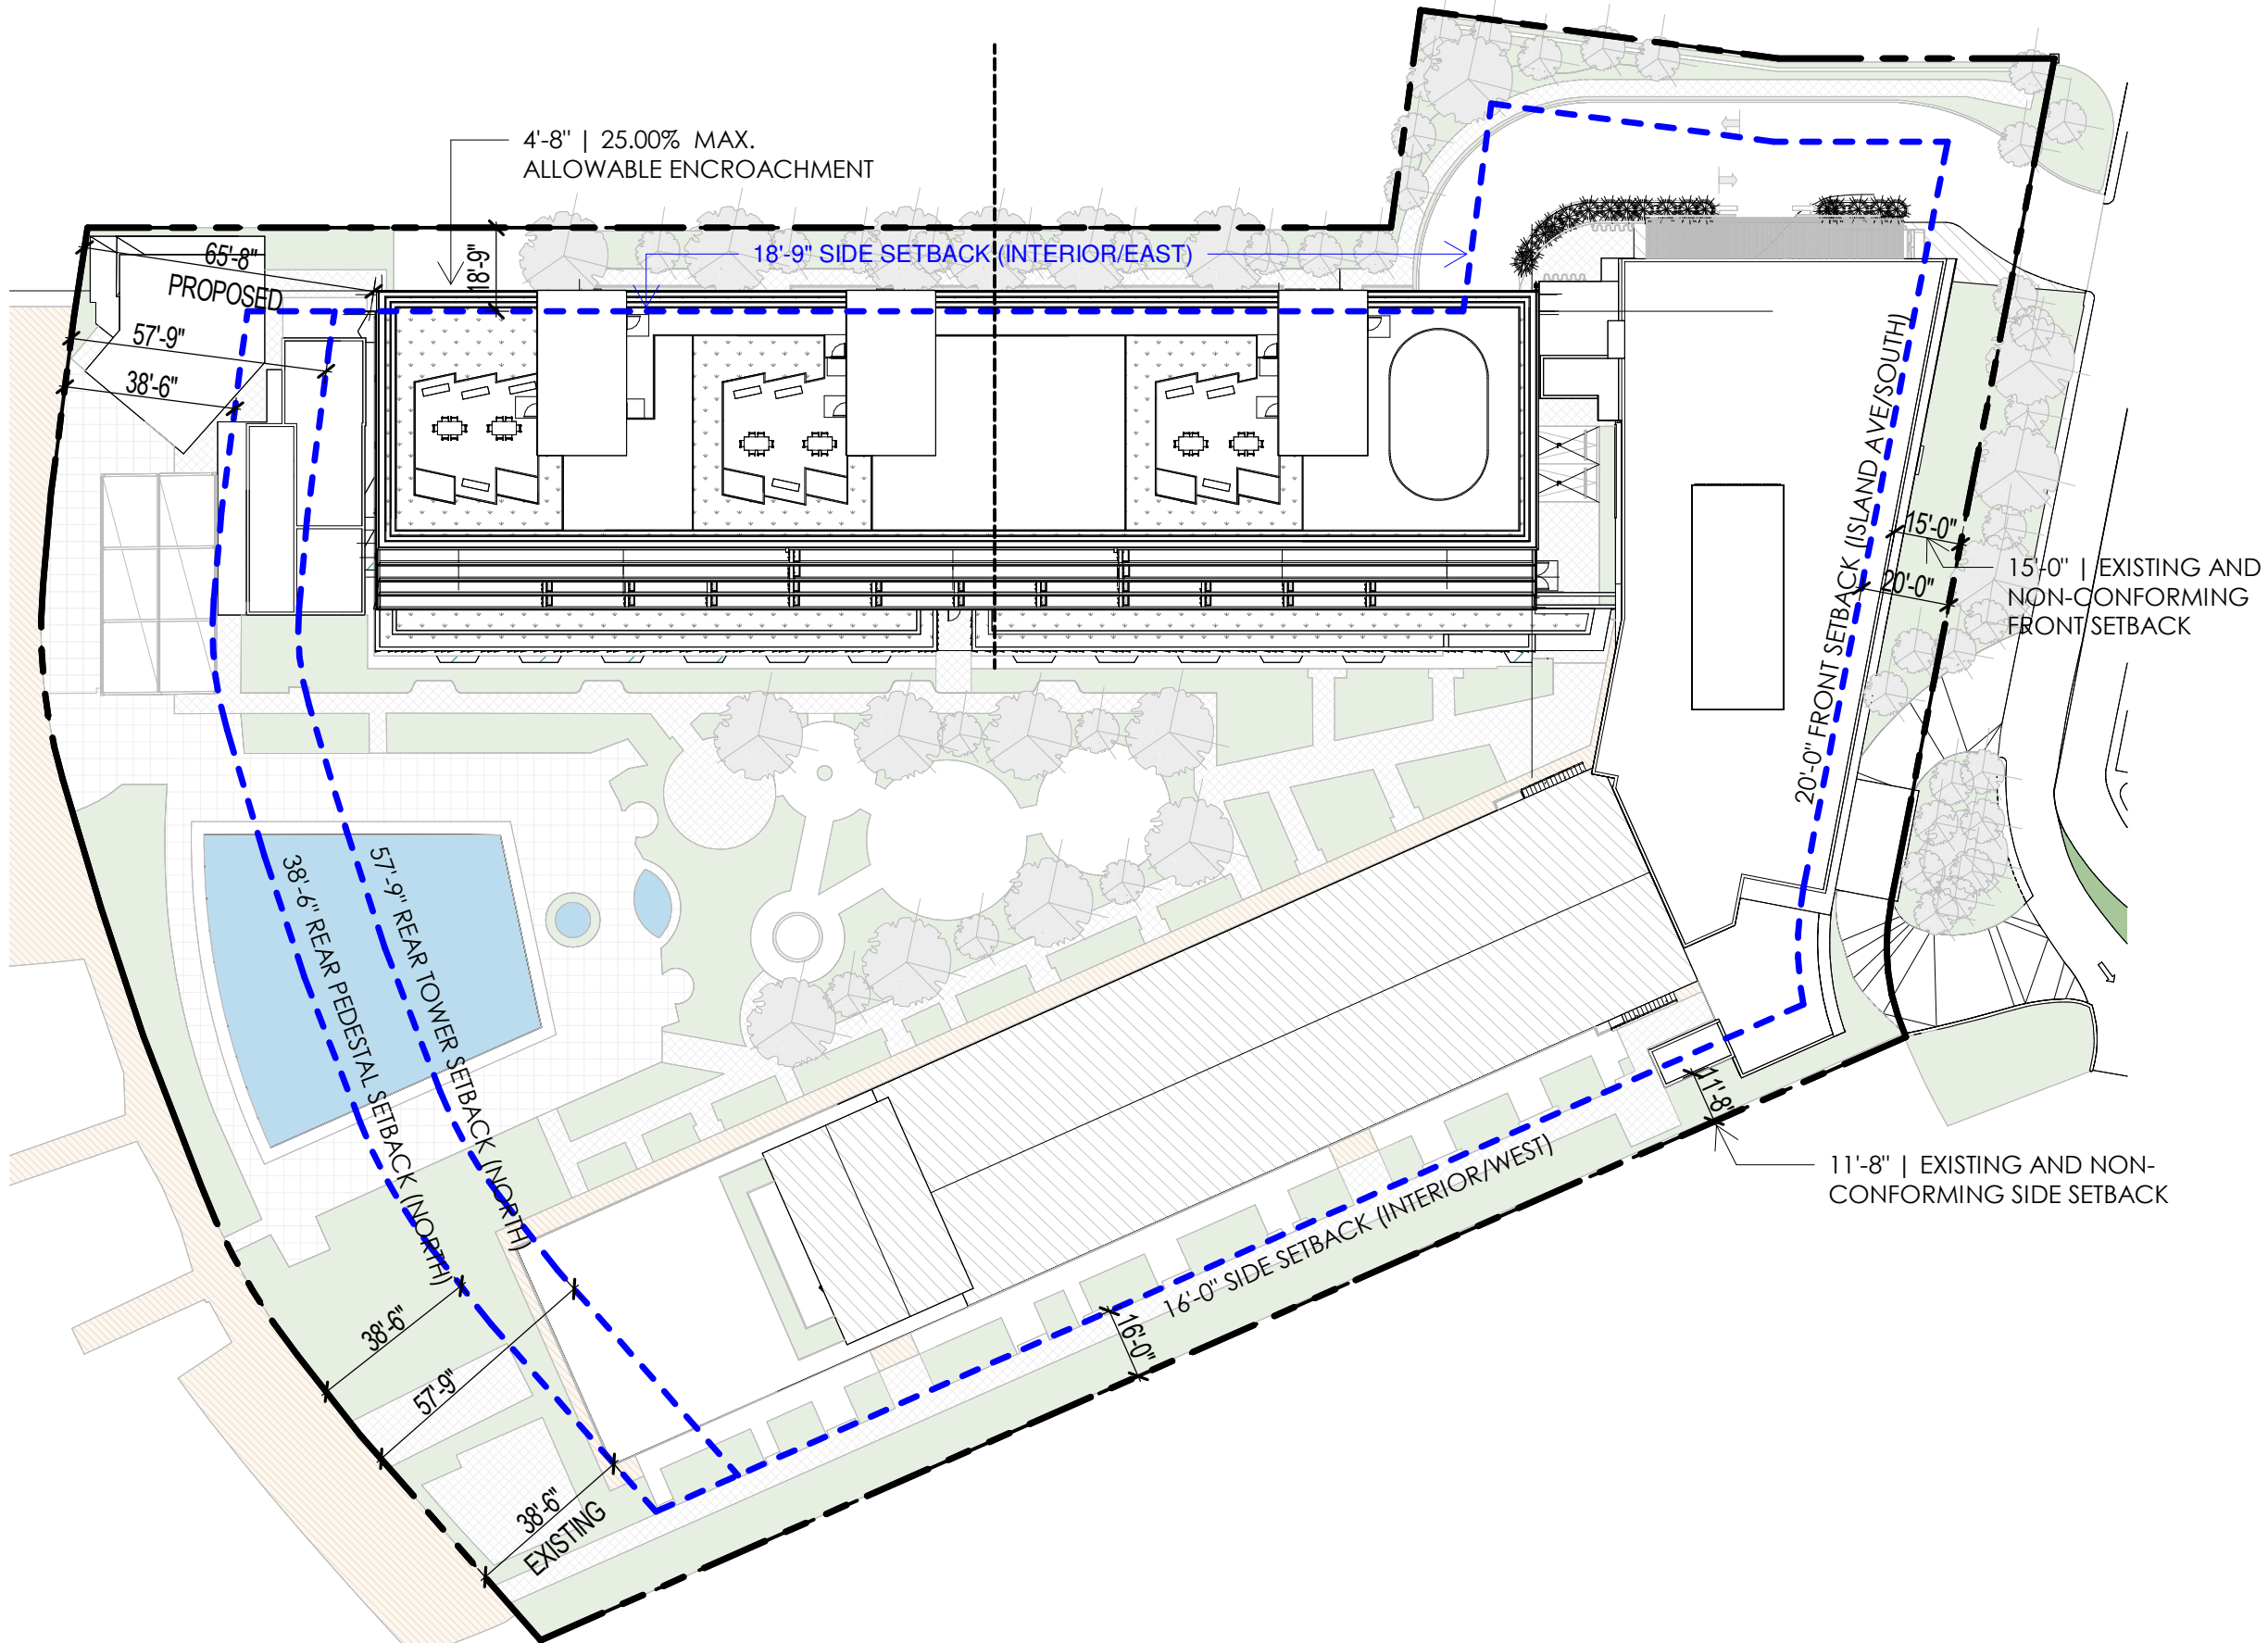 4'-8" | 25.00% MAX.
ALLOWABLE ENCROACHMENT
18'-9"
18'-9" SIDE SETBACK (INTERIOR/EAST)
65'-8"
PROPOSED
57'-9"
38'-6"
20'-0" FRONT SETBACK (ISLAND AVE/SOUTH)
15'-0"
20'-0"
15'-0" | EXISTING AND
NON-CONFORMING
FRONT SETBACK
38'-6" REAR PEDESTAL SETBACK (NORTH)
57'-9" REAR TOWER SETBACK (NORTH)
11'-8"
11'-8" | EXISTING AND NON-
CONFORMING SIDE SETBACK
16'-0" SIDE SETBACK (INTERIOR/WEST)
16'-0"
38'-6"
57'-9"
38'-6"
EXISTING